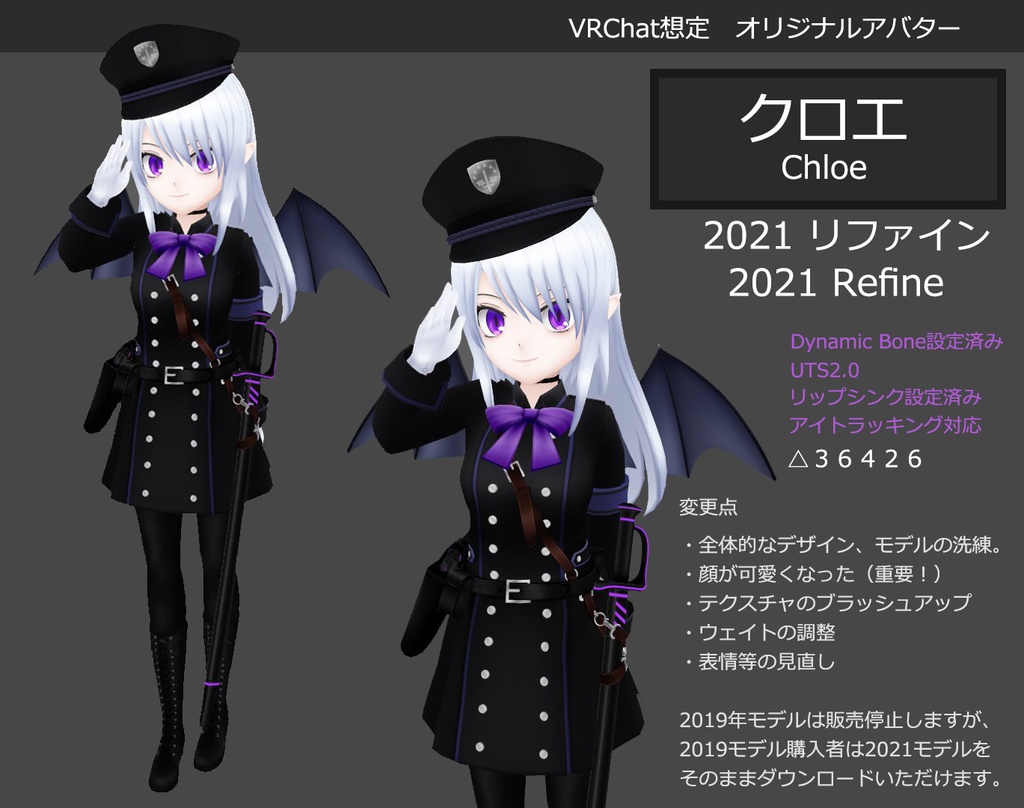 VRChat想定　オリジナルアバター
クロエ
Chloe
2021 リファイン
2021 Refine
Dynamic Bone設定済み
UTS2.0
リップシンク設定済み
アイトラッキング対応
△３６４２６
変更点
・全体的なデザイン、モデルの洗練。
・顔が可愛くなった（重要！）
・テクスチャのブラッシュアップ
・ウェイトの調整
・表情等の見直し
2019年モデルは販売停止しますが、
2019モデル購入者は2021モデルを
そのままダウンロードいただけます。